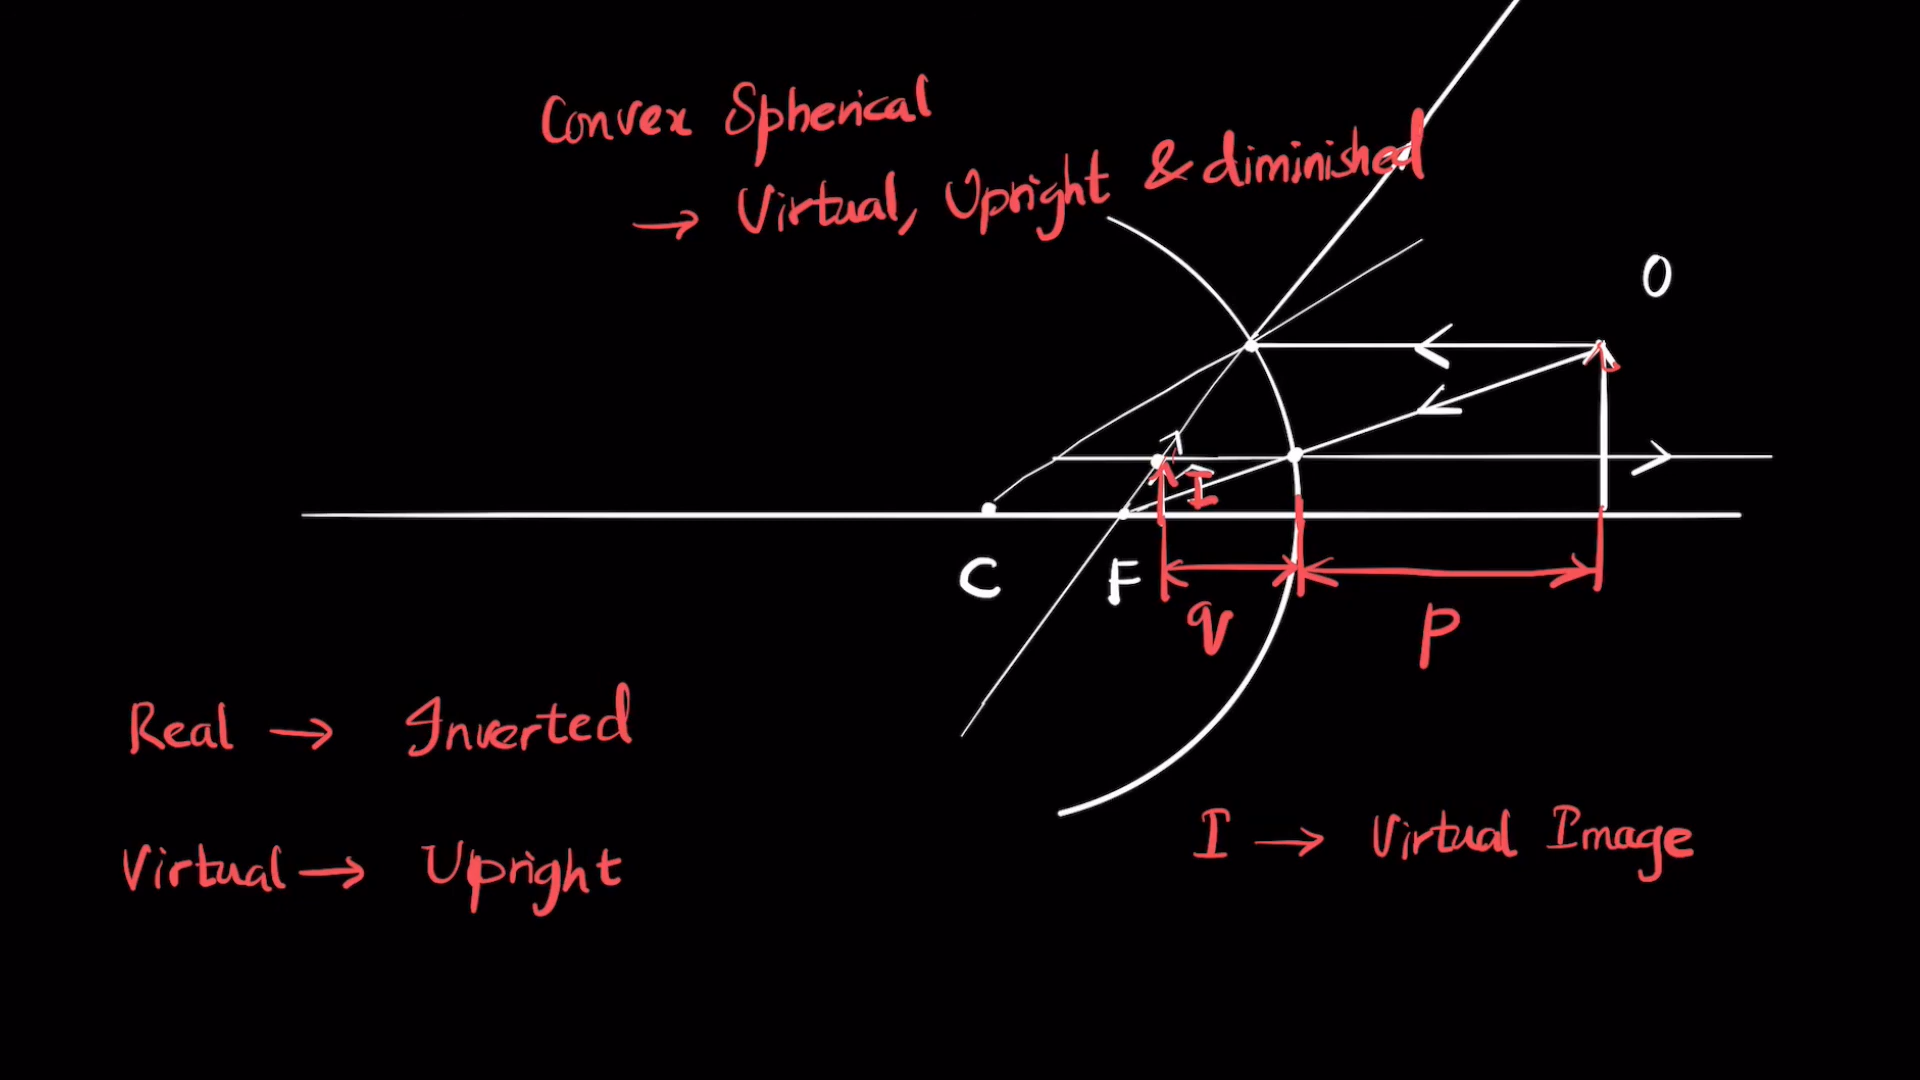 Convex Spherical
→ Virtual, Upright & diminished
O
I
C
F
q
p
Real → Inverted
Virtual → Upright
I → Virtual Image